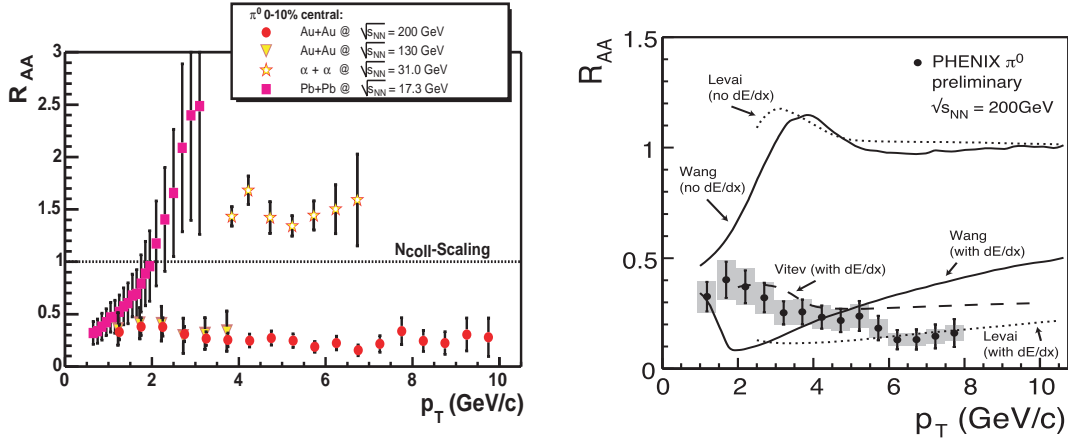 π⁰ 0-10% central:
Au+Au @ √sNN = 200 GeV
Au+Au @ √sNN = 130 GeV
α + α @ √sNN = 31.0 GeV
Pb+Pb @ √sNN = 17.3 GeV
RAA
3
2.5
2
1.5
1
0.5
0
NColl-Scaling
0 2 4 6 8 10
pT (GeV/c)
RAA
1.5
1
0.5
0
PHENIX π⁰
preliminary
√sNN = 200GeV
Levai
(no dE/dx)
Wang
(no dE/dx)
Wang
(with dE/dx)
Vitev (with dE/dx)
Levai
(with dE/dx)
0 2 4 6 8 10
pT (GeV/c)